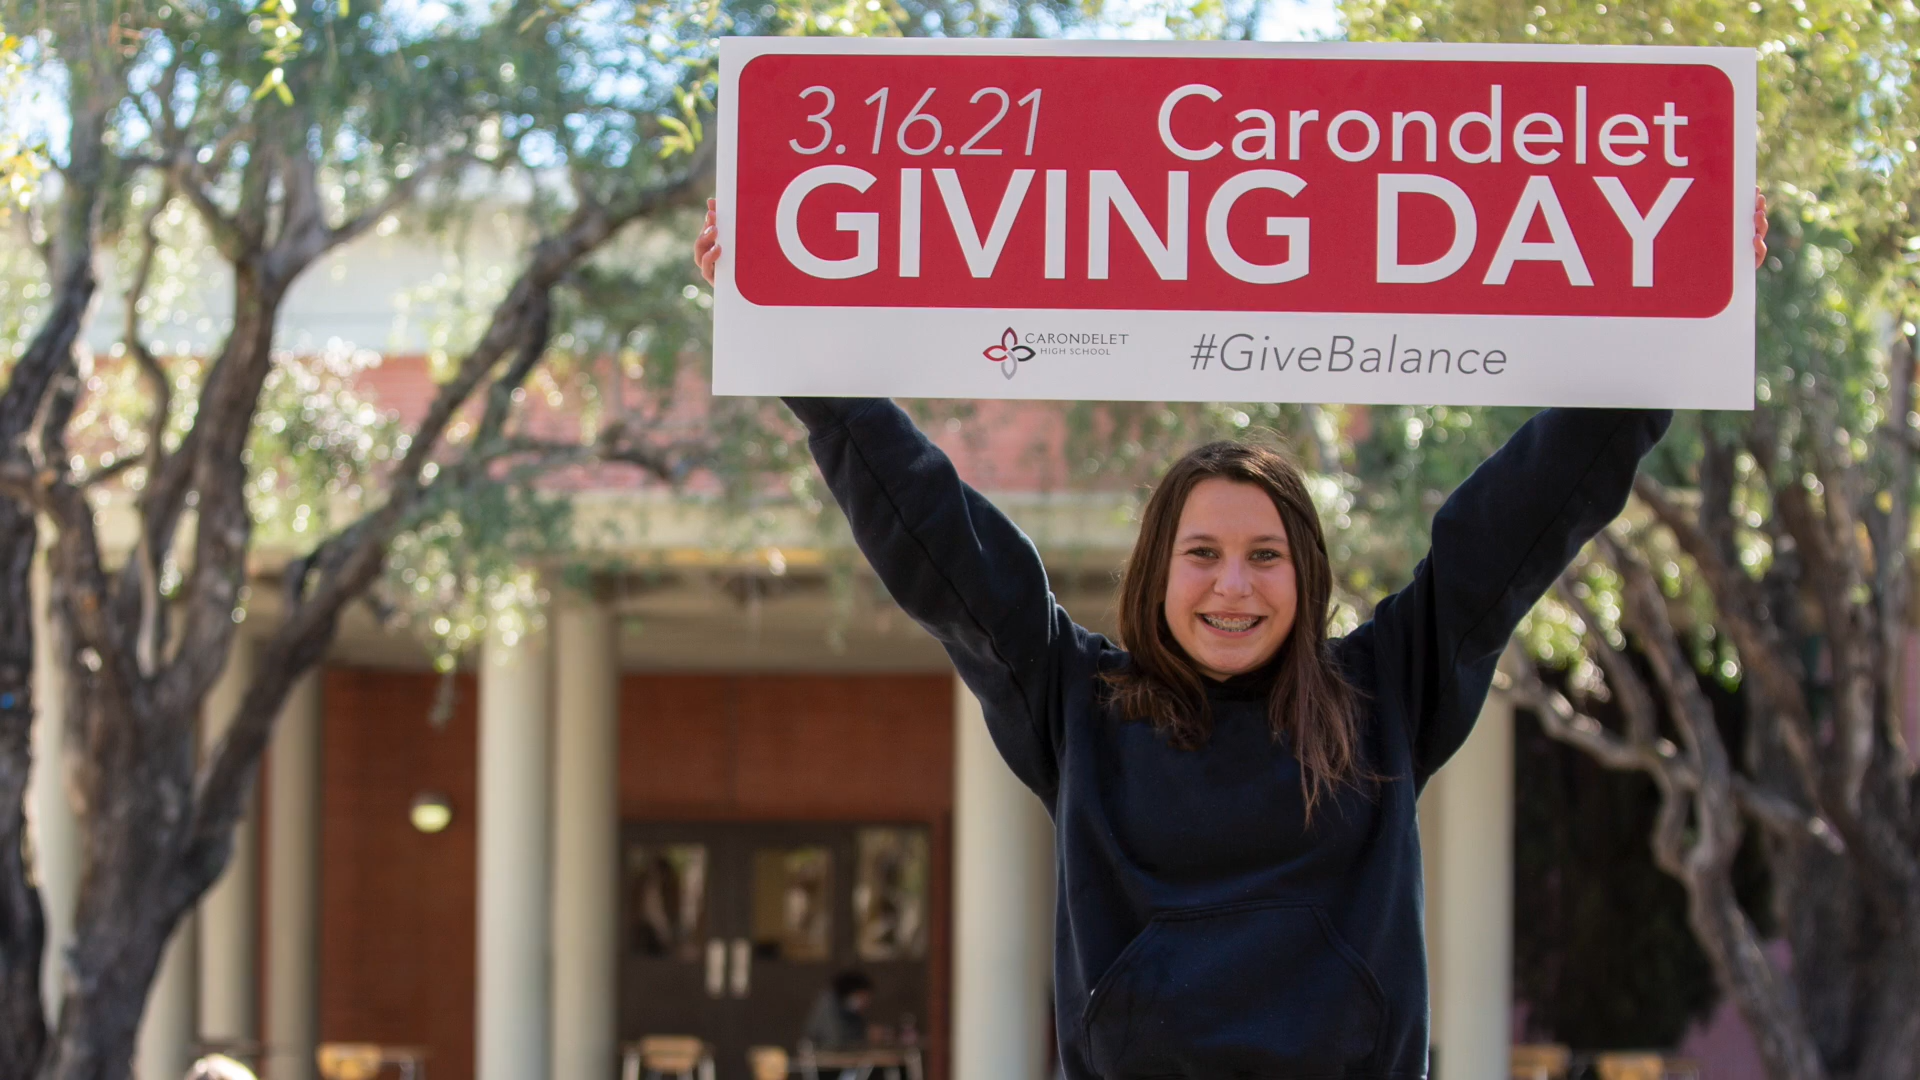 3.16.21 Carondelet
GIVING DAY
CARONDELET
HIGH SCHOOL
#GiveBalance